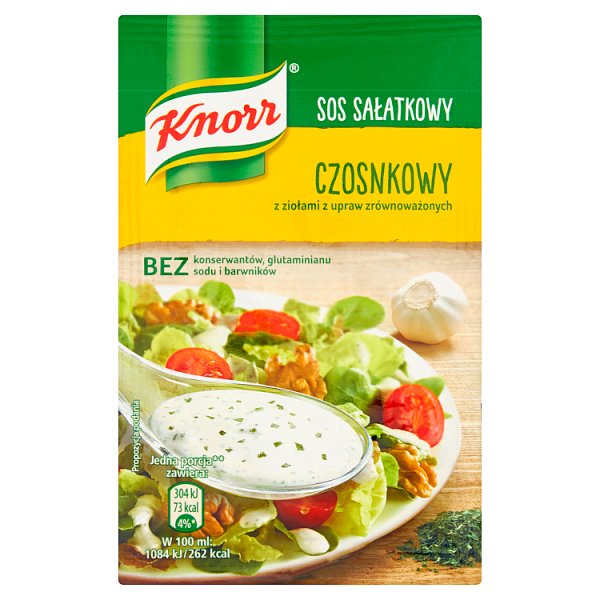 Knorr®
SOS SAŁATKOWY
CZOSNKOWY
z ziołami z upraw zrównoważonych
BEZ konserwantów, glutaminianu
sodu i barwników
Propozycja podania
Jedna porcja**
zawiera:
304 kJ
73 kcal
4%*
W 100 ml:
1084 kJ/262 kcal